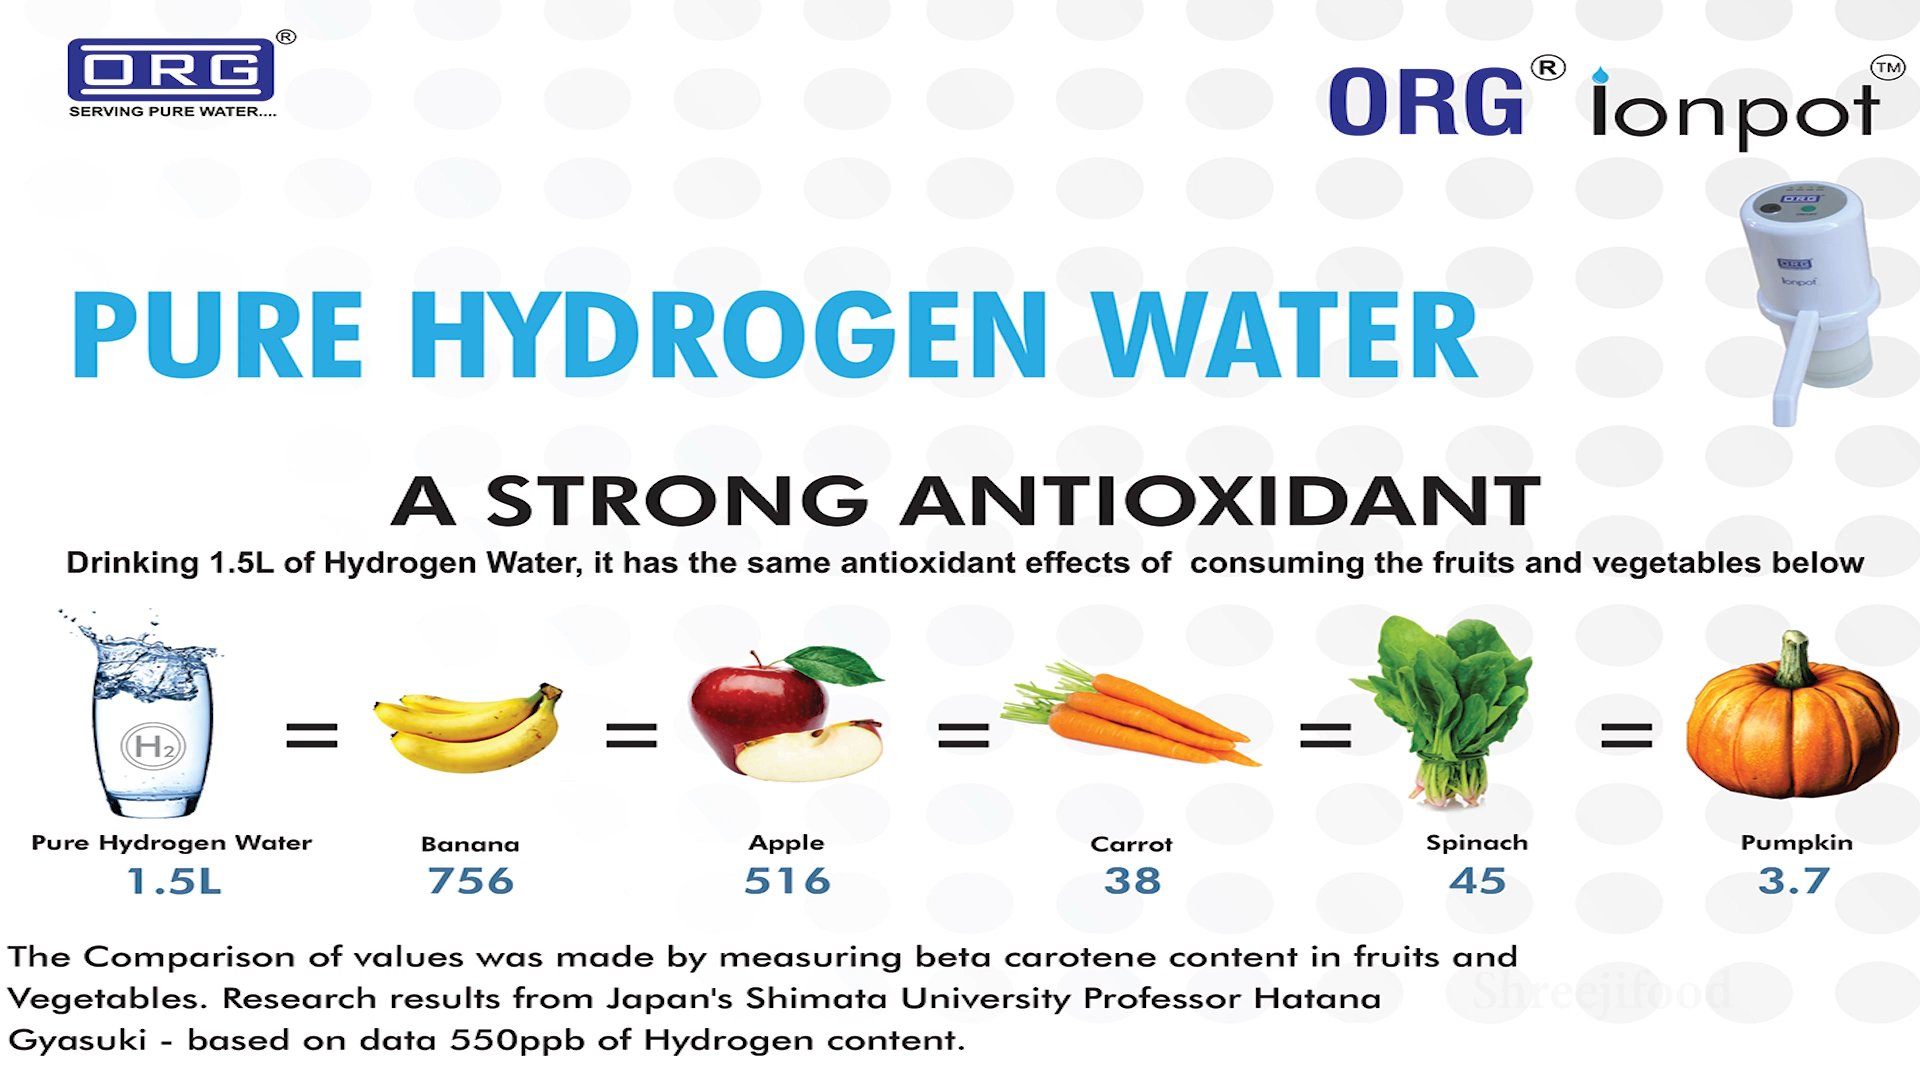 ORG®
SERVING PURE WATER....
ORG® ionpot™
ORG
ORG
ionpot
PURE HYDROGEN WATER
A STRONG ANTIOXIDANT
Drinking 1.5L of Hydrogen Water, it has the same antioxidant effects of consuming the fruits and vegetables below
H2
= = = = =
Pure Hydrogen Water Banana Apple Carrot Spinach Pumpkin
1.5L 756 516 38 45 3.7
The Comparison of values was made by measuring beta carotene content in fruits and
Vegetables. Research results from Japan's Shimata University Professor Hatana
Gyasuki - based on data 550ppb of Hydrogen content.
Shreejifood